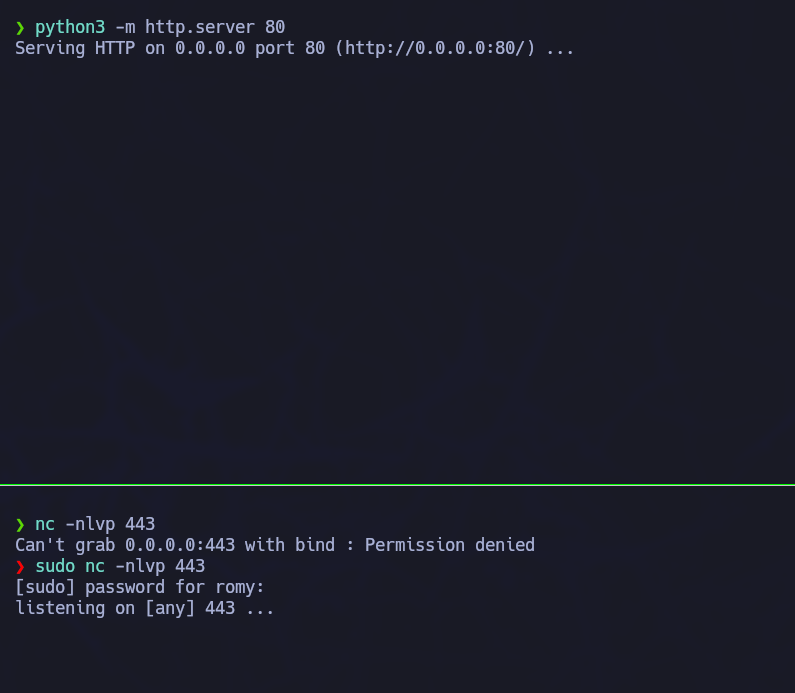 ❯ python3 -m http.server 80
Serving HTTP on 0.0.0.0 port 80 (http://0.0.0.0:80/) ...
❯ nc -nlvp 443
Can't grab 0.0.0.0:443 with bind : Permission denied
❯ sudo nc -nlvp 443
[sudo] password for romy:
listening on [any] 443 ...